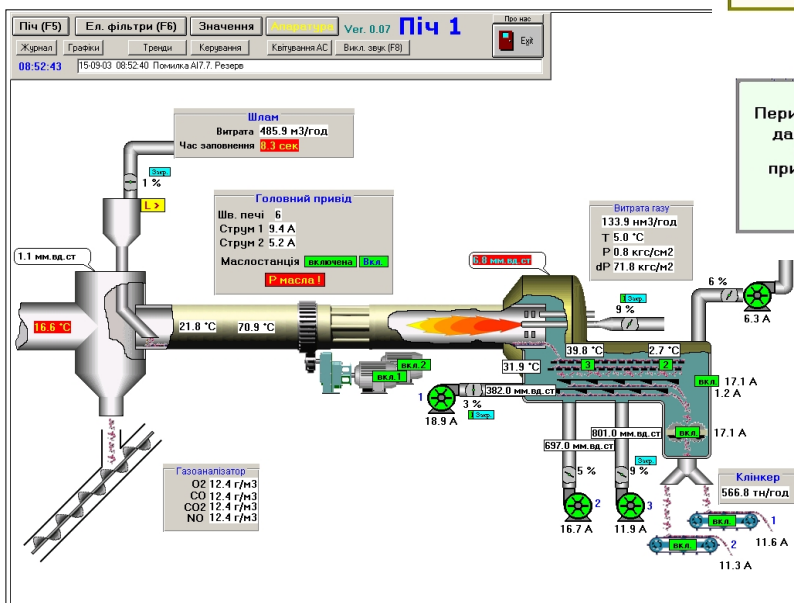 Піч (F5) Ел. фільтри (F6) Значення Апаратура Ver. 0.07 Піч 1 Про нас
Журнал Графіки Тренди Керування Квітування АС Викл. звук (F8) Exit
08:52:43 15-09-03 08:52:40 Помилка AI7.7. Резерв
Шлам
Витрата 485.9 м3/год
Час заповнення 8.3 сек
Закр.
1 %
L >
Головний привід
Шв. печі 6
Струм 1 9.4 А
Струм 2 5.2 А
Маслостанція включена Вкл.
Р масла !
Витрата газу
133.9 нм3/год
T 5.0 °C
P 0.8 кгс/см2
dP 71.8 кгс/м2
Пери
да
при
1.1 мм.вд.ст
6.8 мм.вд.ст
6 %
6.3 А
1 Закр.
9 %
16.6 °C
21.8 °C
70.9 °C
39.8 °C
2.7 °C
31.9 °C
3
2
вкл.2
вкл.1
вкл.
17.1 А
1.2 А
1
382.0 мм.вд.ст
3 %
1 Закр.
18.9 А
801.0 мм.вд.ст
вкл.
17.1 А
697.0 мм.вд.ст
5 %
Закр.
9 %
2
3
16.7 А
11.9 А
Газоаналізатор
O2 12.4 г/м3
CO 12.4 г/м3
CO2 12.4 г/м3
NO 12.4 г/м3
Клінкер
566.8 тн/год
вкл.
1
11.6 А
вкл.
2
11.3 А